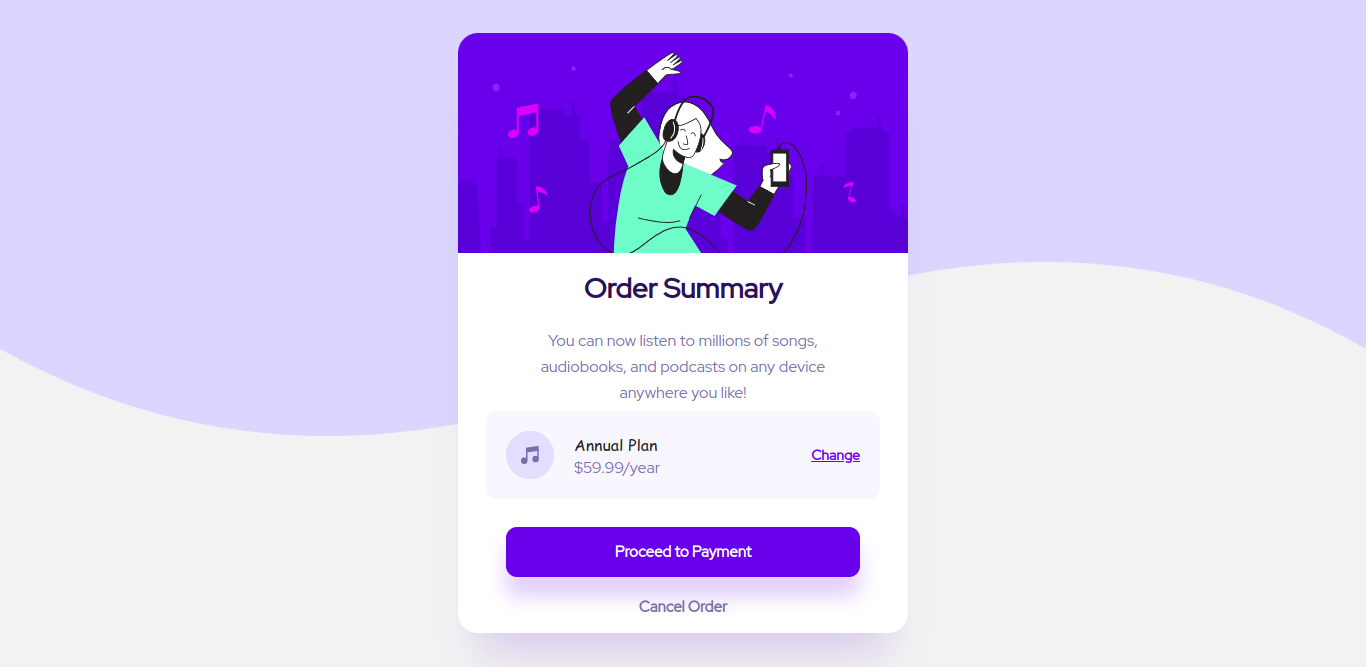 Order Summary
You can now listen to millions of songs,
audiobooks, and podcasts on any device
anywhere you like!
Annual Plan
$59.99/year
Change
Proceed to Payment
Cancel Order